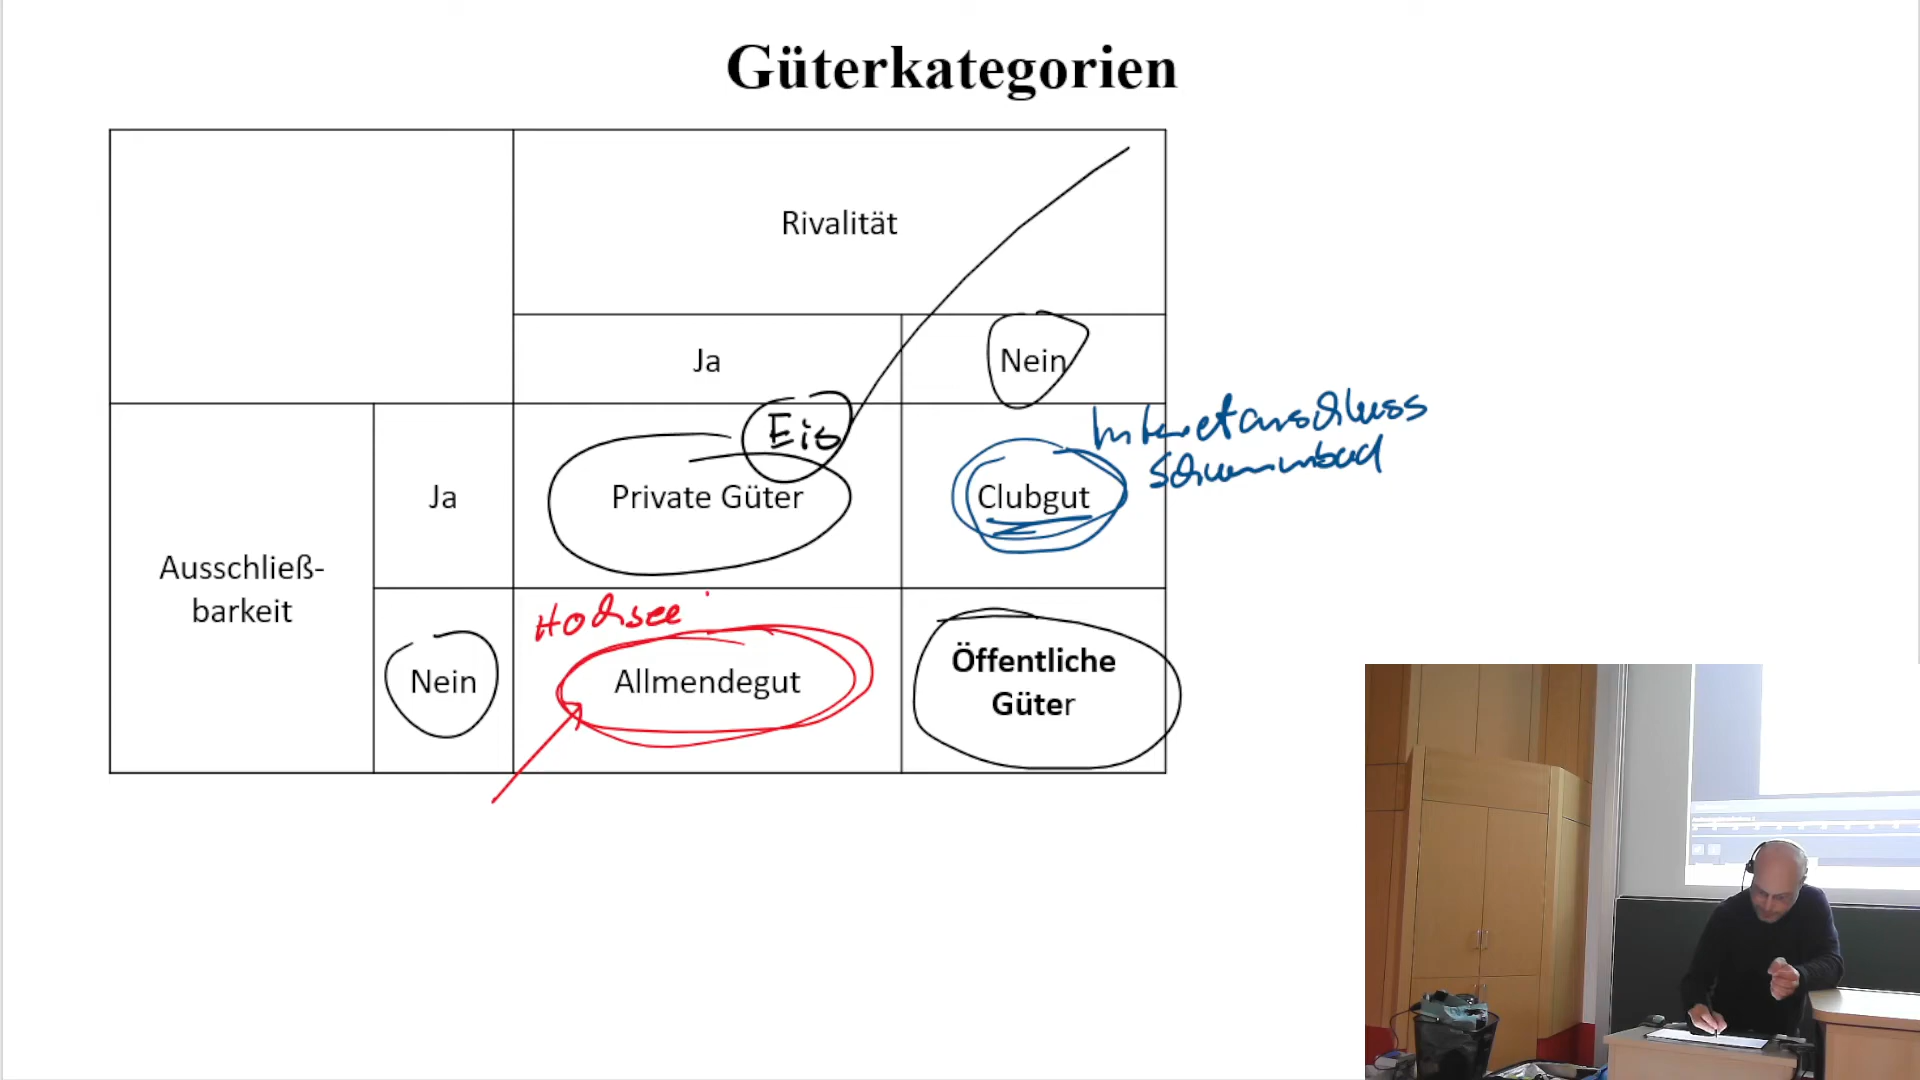 Güterkategorien
Rivalität
Ja
Nein
Eis
Internetanschluss
Schwimmbad
Ja
Private Güter
Clubgut
Ausschließ-
barkeit
Hochsee
Nein
Allmendegut
Öffentliche
Güter